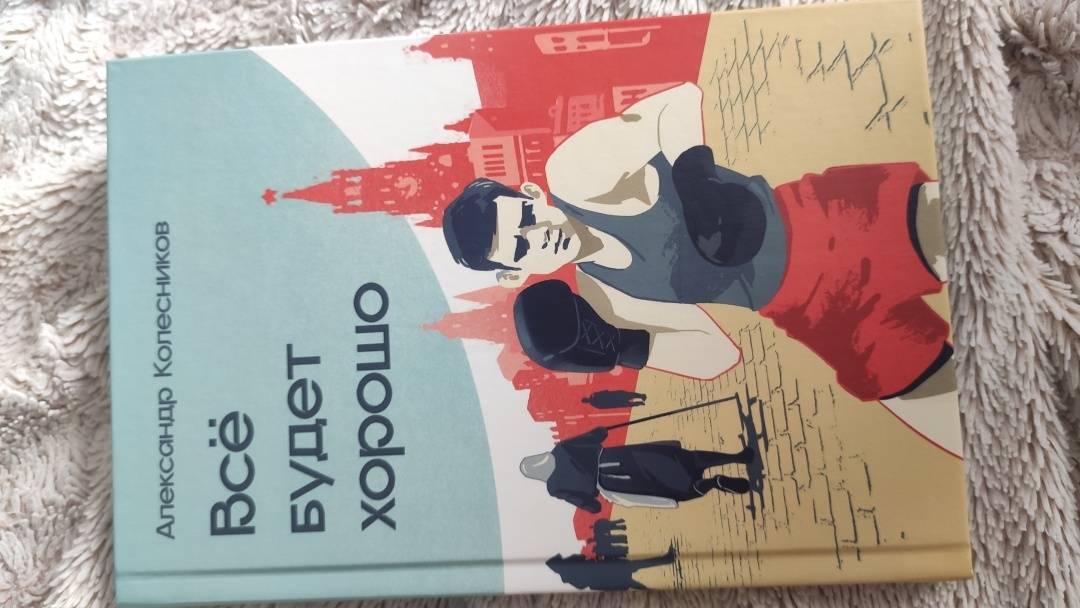 Александр Колесников
Всё
будет
хорошо